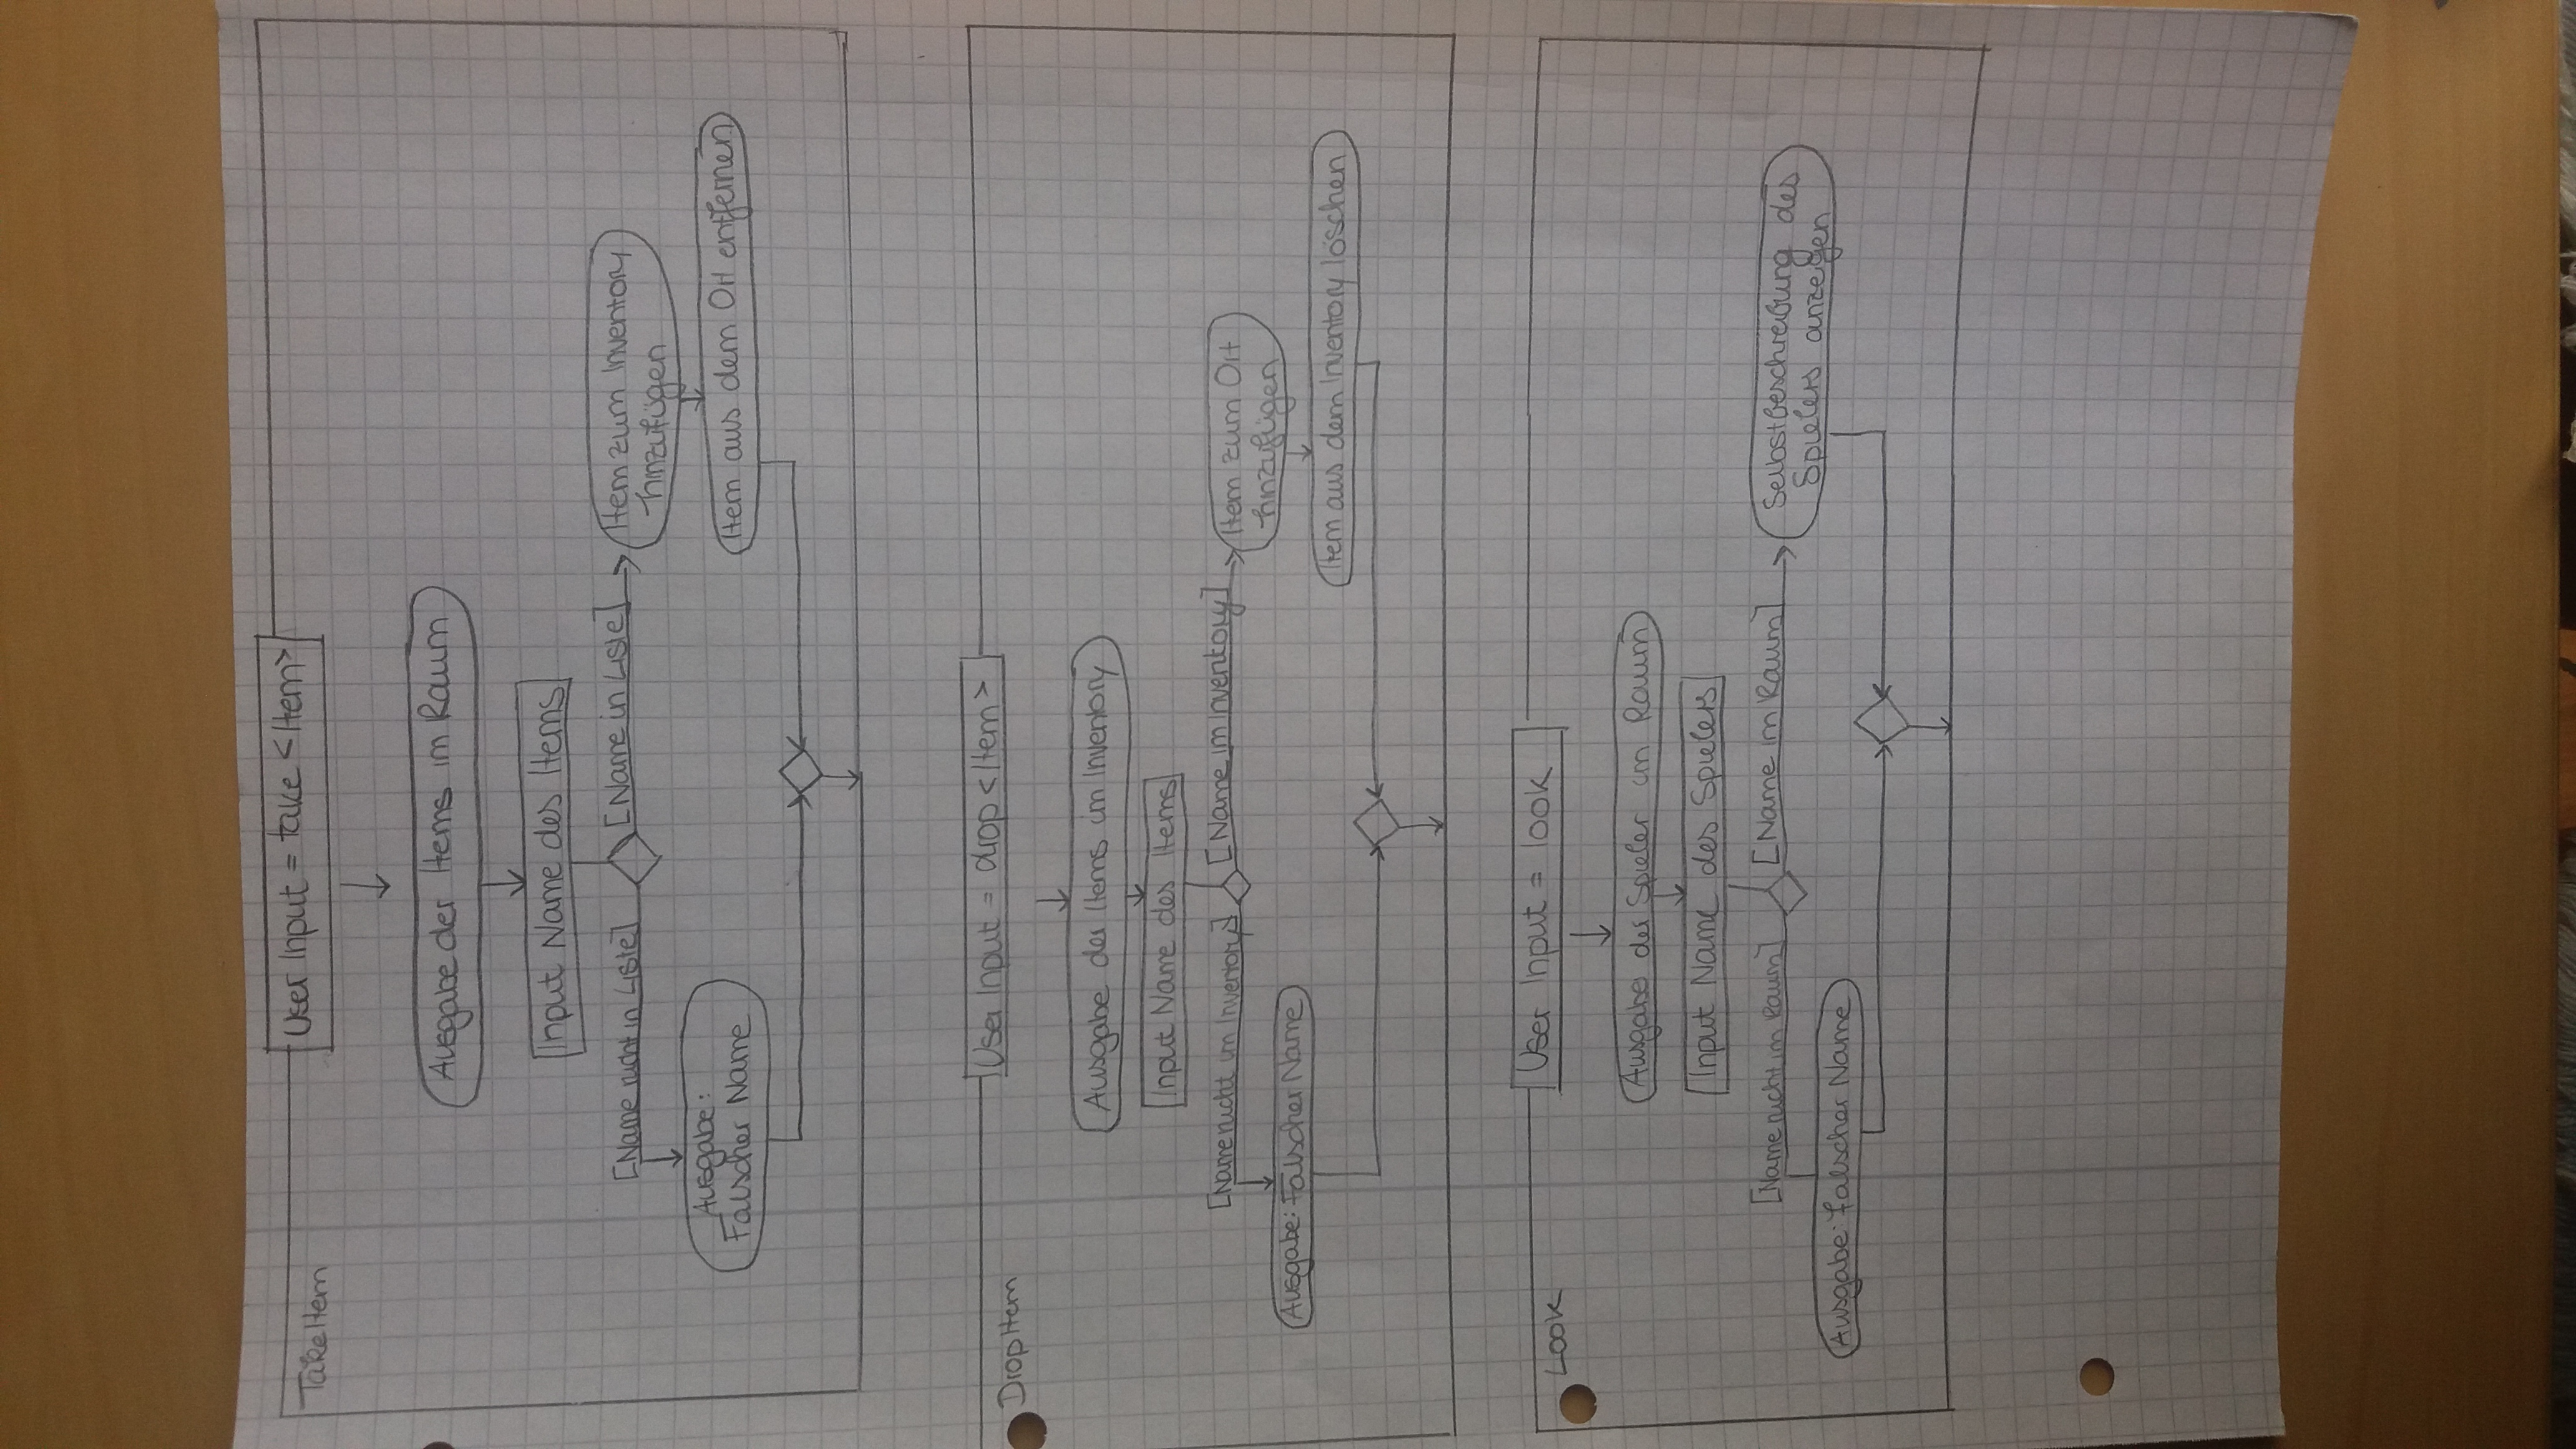 User Input = take <Item>
TakeItem
Ausgabe der Items im Raum
Input Name des Items
[Name nicht in Liste]
[Name in Liste]
Item zum Inventory
hinzufügen
Ausgabe:
Falscher Name
Item aus dem Ort entfernen
User Input = drop <Item>
DropItem
Ausgabe der Items im Inventory
Input Name des Items
[Name nicht im Inventory]
[Name im Inventory]
Item zum Ort
hinzufügen
Ausgabe: Falscher Name
Item aus dem Inventory löschen
User Input = look
Look
Ausgabe der Spieler im Raum
Input Name des Spielers
[Name nicht im Raum]
[Name im Raum]
Selbstbeschreibung des
Spielers anzeigen
Ausgabe: falscher Name